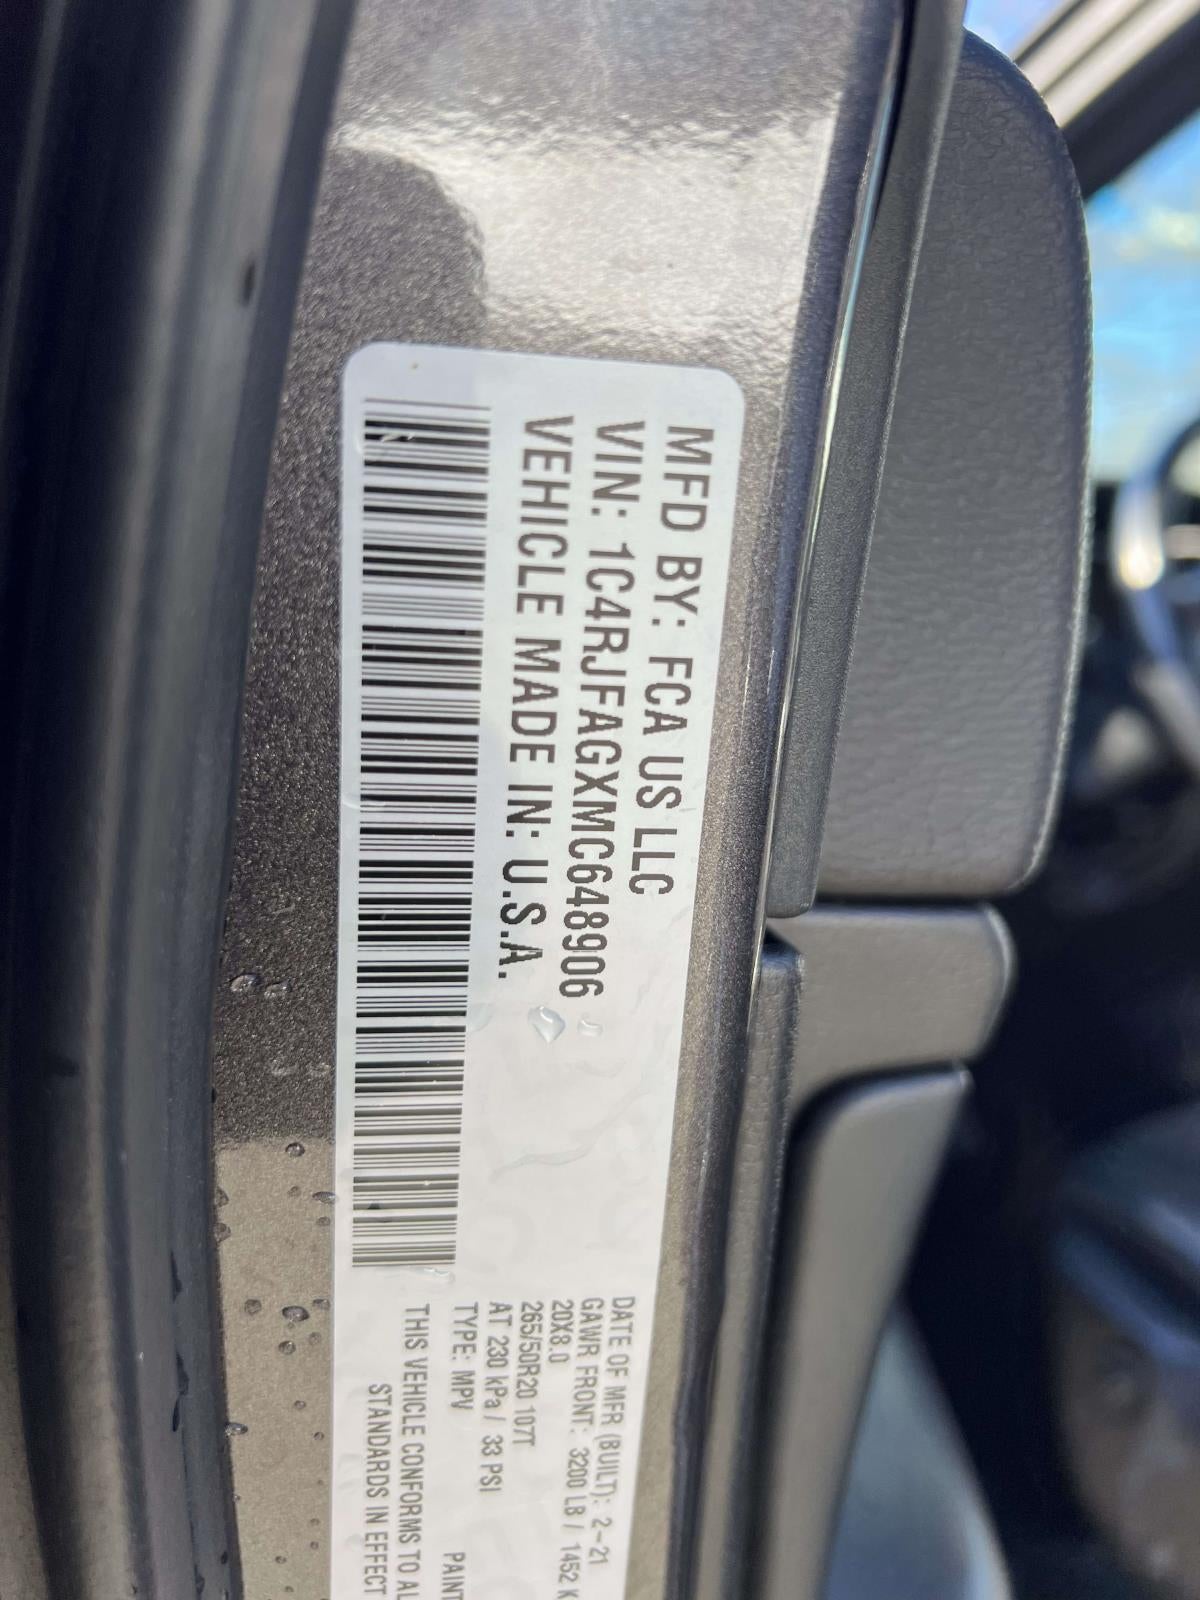 MFD BY: FCA US LLC
VIN: 1C4RJFAGXMC648906
VEHICLE MADE IN: U.S.A.
DATE OF MFR (BUILT): 2-21
GAWR FRONT: 3200 LB / 1452 K
20X8.0
265/50R20 107T
AT 230 kPa / 33 PSI
TYPE: MPV
PAINT
THIS VEHICLE CONFORMS TO AL
STANDARDS IN EFFECT